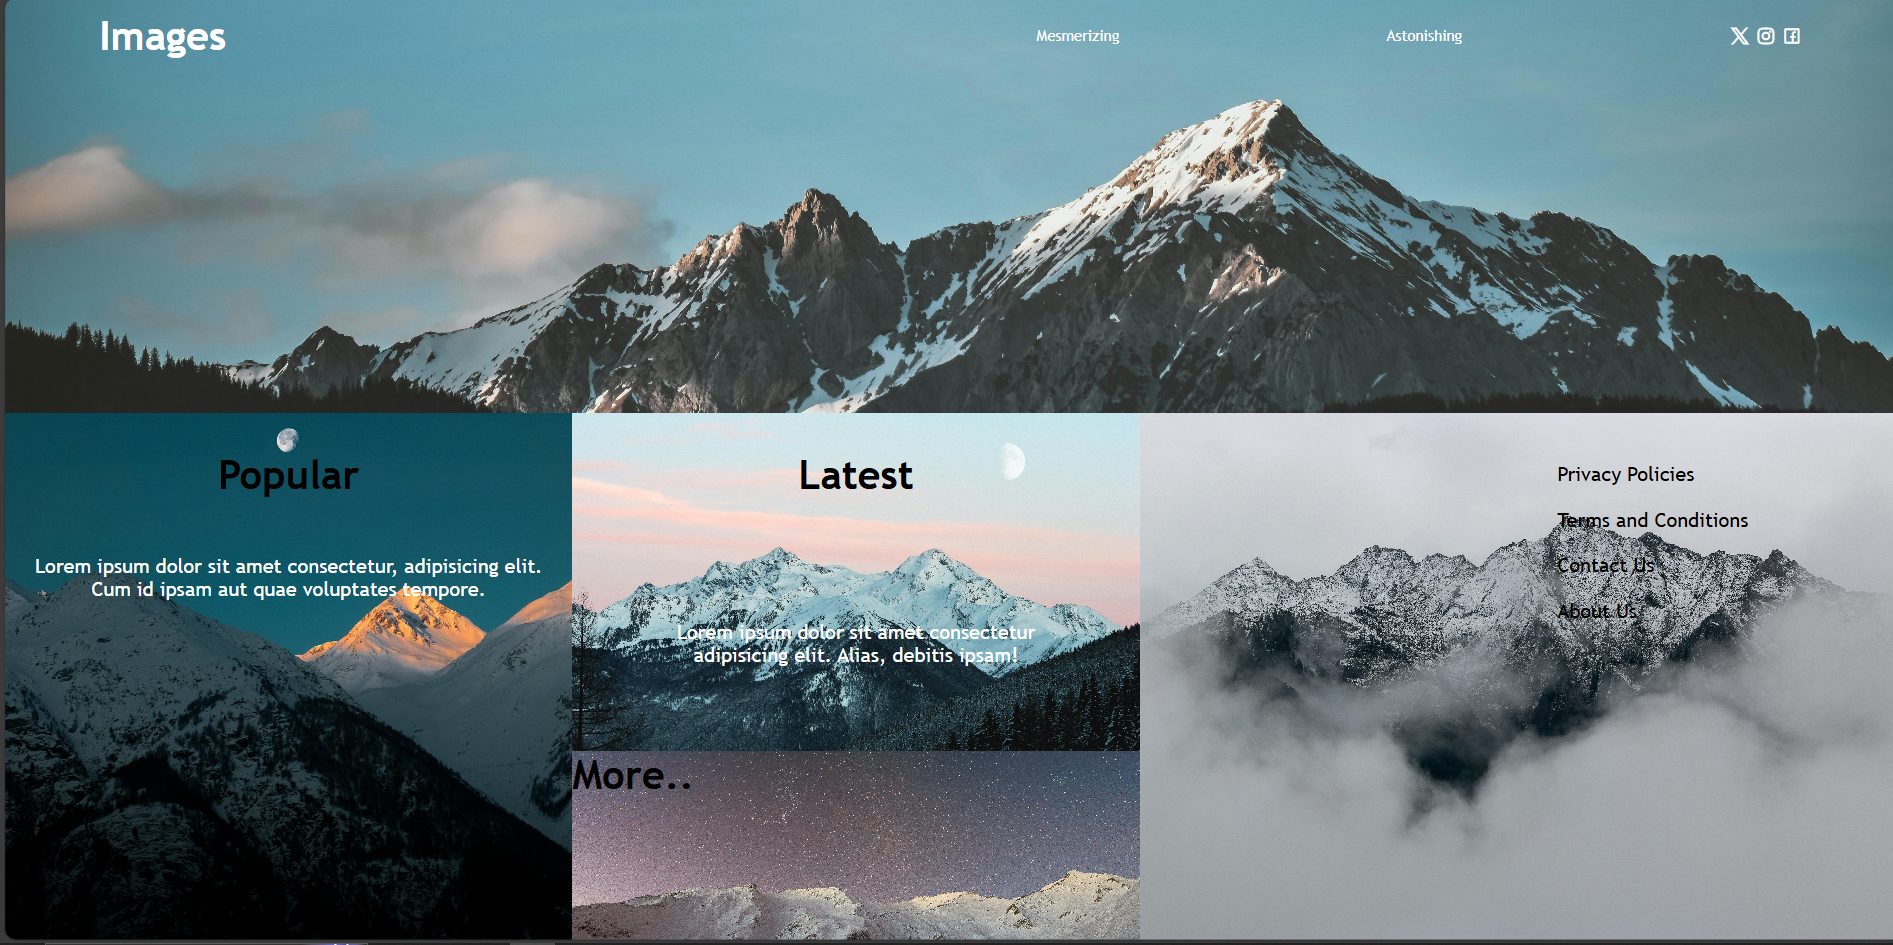 Images
Mesmerizing
Astonishing
Popular
Lorem ipsum dolor sit amet consectetur, adipisicing elit.
Cum id ipsam aut quae voluptates tempore.
Latest
Lorem ipsum dolor sit amet consectetur
adipisicing elit. Alias, debitis ipsam!
More..
Privacy Policies
Terms and Conditions
Contact Us
About Us